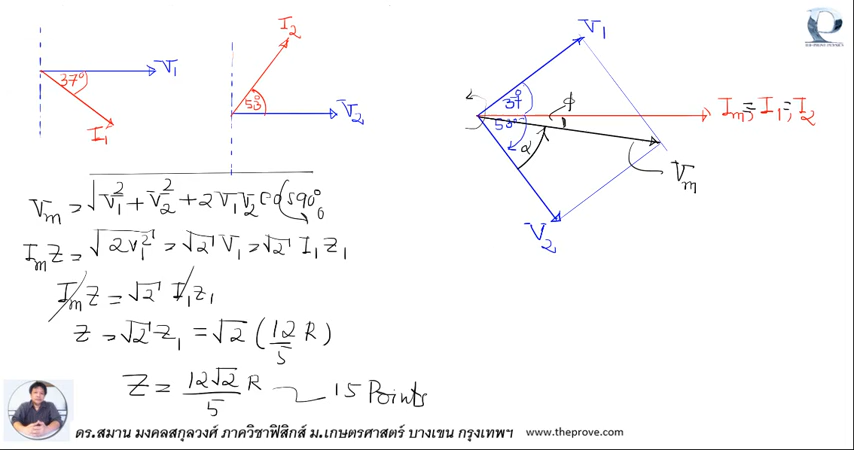 I₂
V₁
37°
V₁
53°
V₂
I₁
37°
ϕ
Iₘ = I₁ = I₂
53°
α
Vₘ
V₂
Vₘ = √V₁² + V₂² + 2V₁V₂ cos90° 0
IₘZ = √2V₁² = √2 V₁ = √2 I₁Z₁
IₘZ = √2 I₁Z₁
Z = √2 Z₁ = √2 (12/5 R)
Z = 12√2/5 R ~ 15 Points
ดร.สมาน มงคลสกุลวงศ์ ภาควิชาฟิสิกส์ ม.เกษตรศาสตร์ บางเขน กรุงเทพฯ www.theprove.com